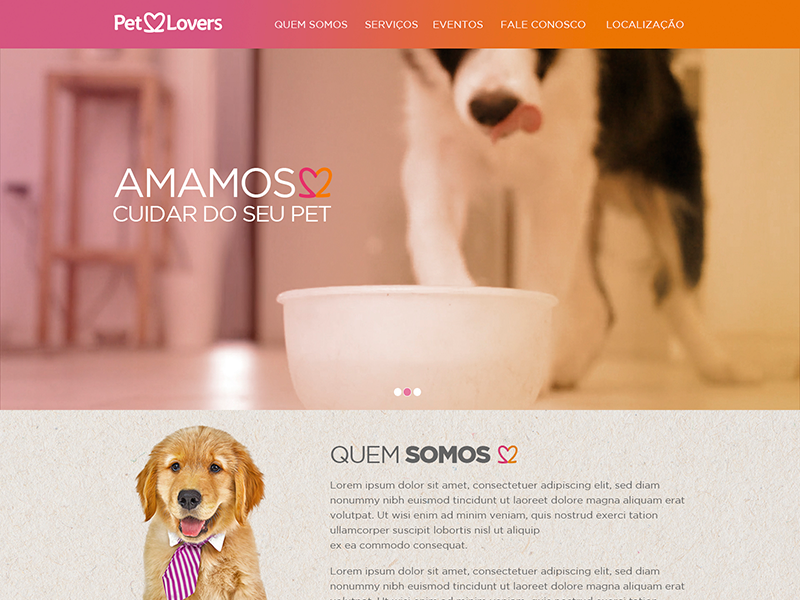 Pet Lovers
QUEM SOMOS SERVIÇOS EVENTOS FALE CONOSCO LOCALIZAÇÃO
AMAMOS
CUIDAR DO SEU PET
QUEM SOMOS
Lorem ipsum dolor sit amet, consectetuer adipiscing elit, sed diam
nonummy nibh euismod tincidunt ut laoreet dolore magna aliquam erat
volutpat. Ut wisi enim ad minim veniam, quis nostrud exerci tation
ullamcorper suscipit lobortis nisl ut aliquip
ex ea commodo consequat.
Lorem ipsum dolor sit amet, consectetuer adipiscing elit, sed diam
nonummy nibh euismod tincidunt ut laoreet dolore magna aliquam erat